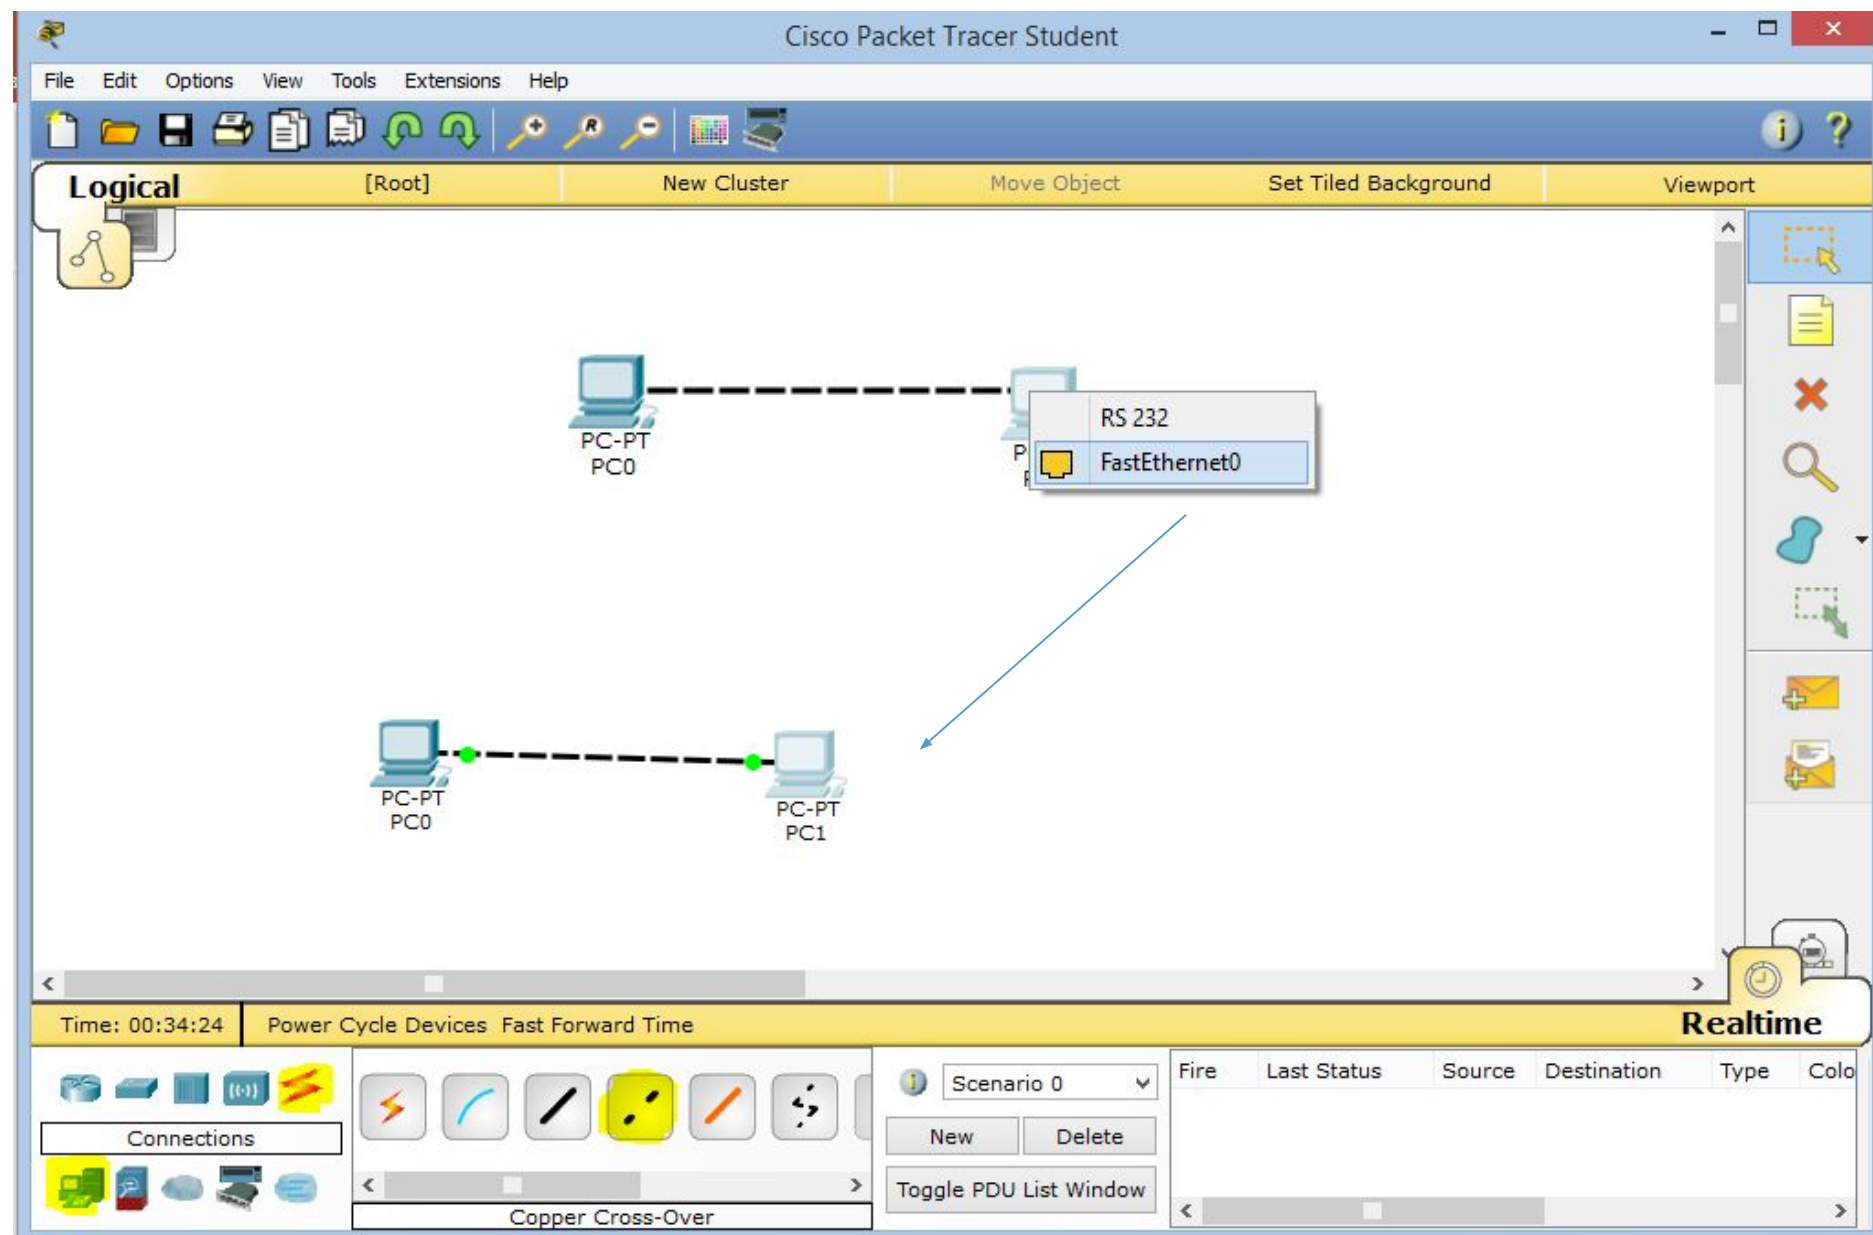 Cisco Packet Tracer Student
File Edit Options View Tools Extensions Help
Logical [Root] New Cluster Move Object Set Tiled Background Viewport
RS 232
FastEthernet0
PC-PT
PC0
PC-PT
PC0
PC-PT
PC1
Time: 00:34:24 Power Cycle Devices Fast Forward Time Realtime
Connections
Copper Cross-Over
Scenario 0
New Delete
Toggle PDU List Window
Fire Last Status Source Destination Type Colo